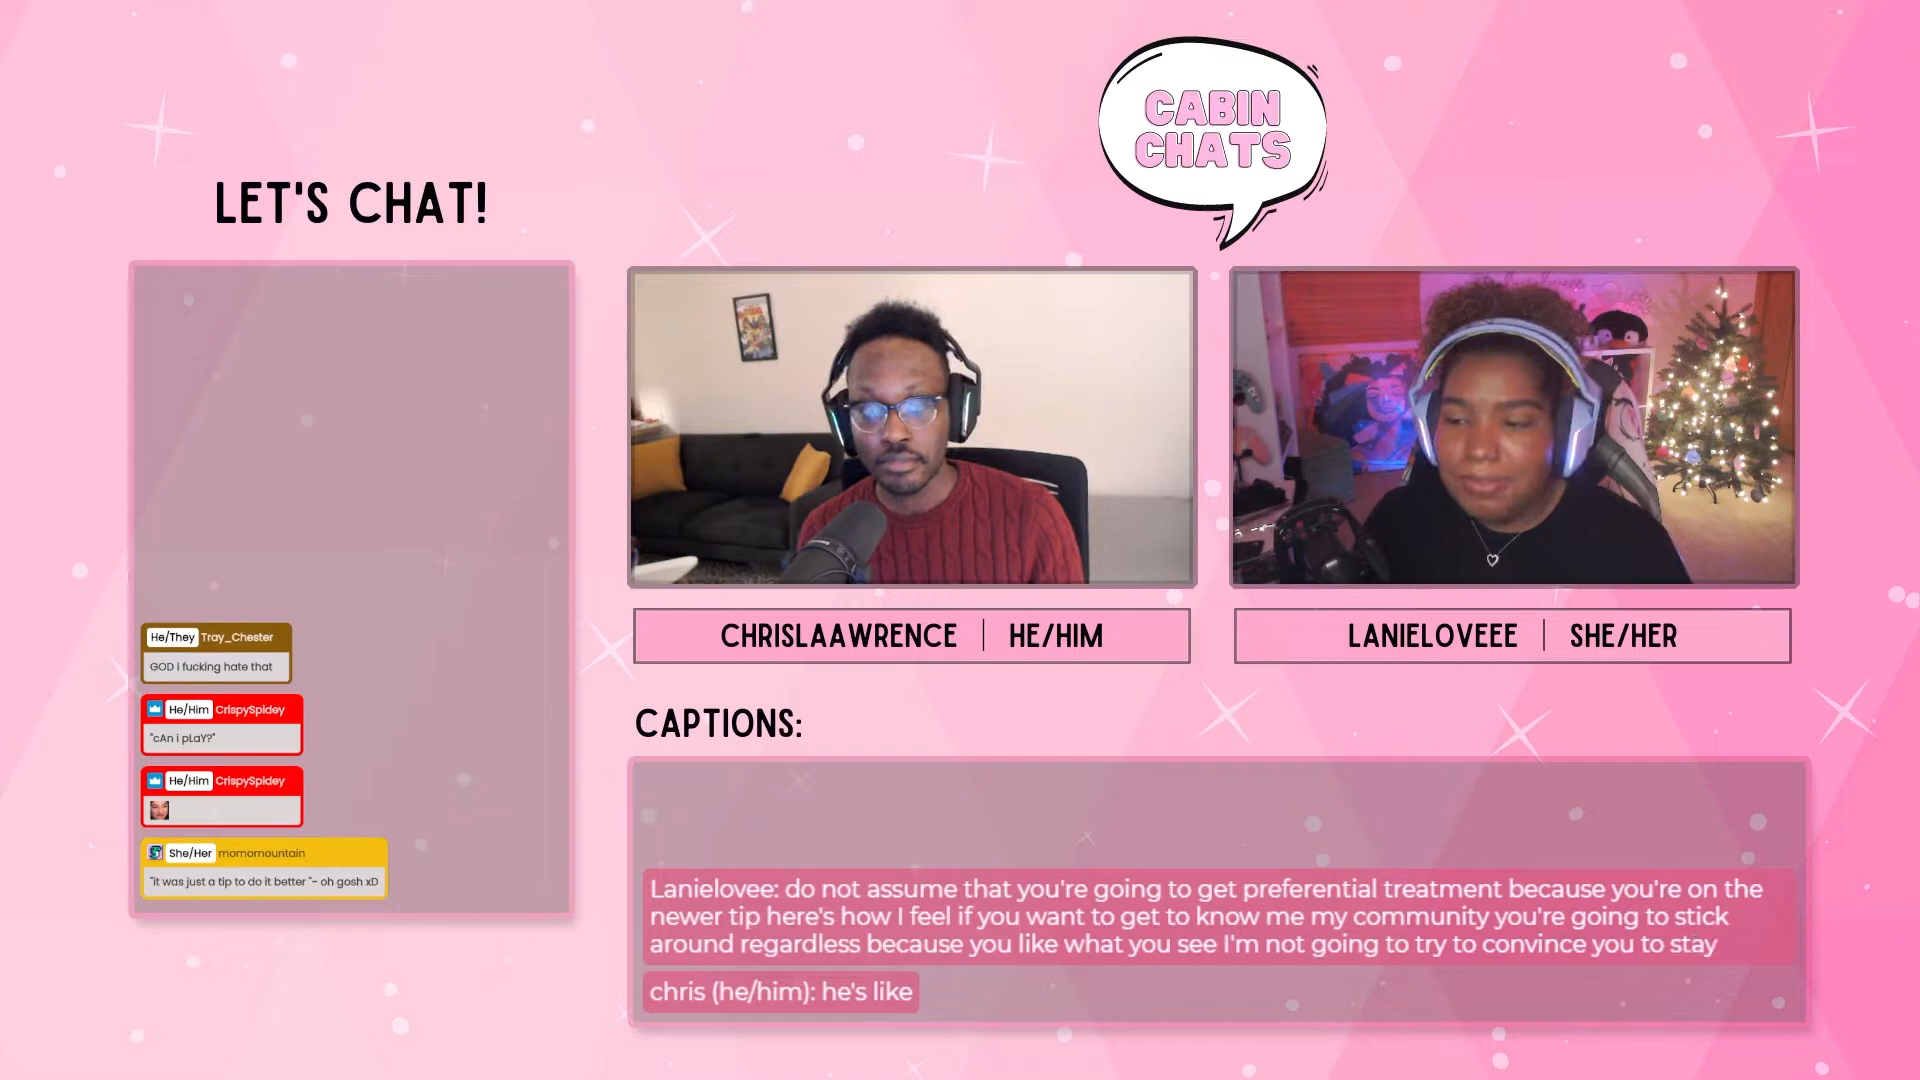 CABIN
CHATS
LET'S CHAT!
He/They Tray_Chester
GOD i fucking hate that
He/Him CrispySpidey
"cAn i pLaY?"
He/Him CrispySpidey
She/Her momomountain
"it was just a tip to do it better "- oh gosh xD
CHRISLAAWRENCE | HE/HIM
LANIELOVEEE | SHE/HER
CAPTIONS:
Lanielovee: do not assume that you're going to get preferential treatment because you're on the
newer tip here's how I feel if you want to get to know me my community you're going to stick
around regardless because you like what you see I'm not going to try to convince you to stay
chris (he/him): he's like